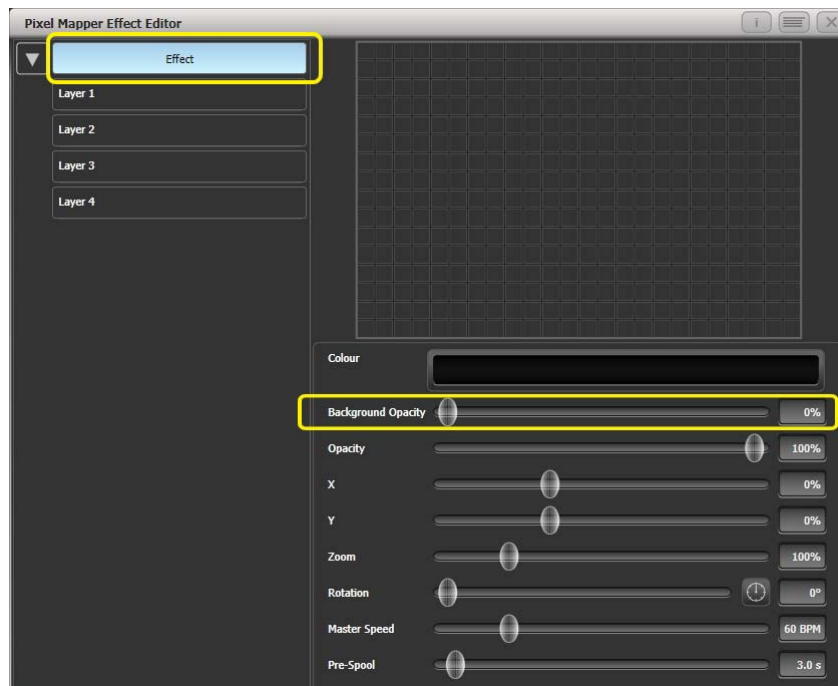 Pixel Mapper Effect Editor
i
Effect
Layer 1
Layer 2
Layer 3
Layer 4
Colour
Background Opacity 0%
Opacity 100%
X 0%
Y 0%
Zoom 100%
Rotation 0°
Master Speed 60 BPM
Pre-Spool 3.0 s